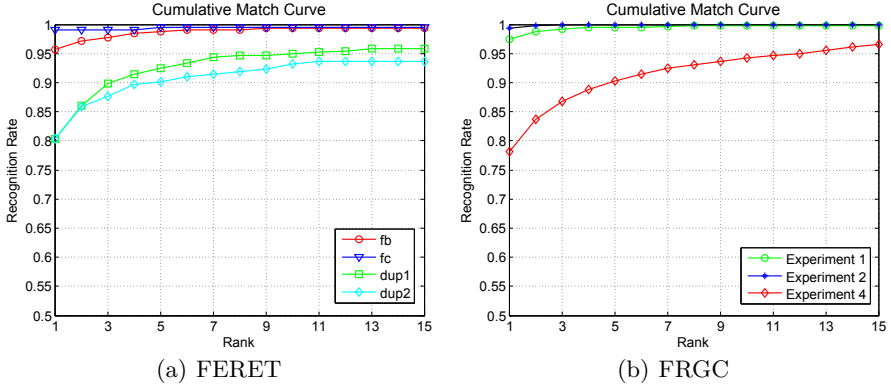 Cumulative Match Curve
1
0.95
0.9
0.85
0.8
0.75
0.7
0.65
0.6
0.55
0.5
Recognition Rate
fb
fc
dup1
dup2
1 3 5 7 9 11 13 15
Rank
(a) FERET
Cumulative Match Curve
1
0.95
0.9
0.85
0.8
0.75
0.7
0.65
0.6
0.55
0.5
Recognition Rate
Experiment 1
Experiment 2
Experiment 4
1 3 5 7 9 11 13 15
Rank
(b) FRGC